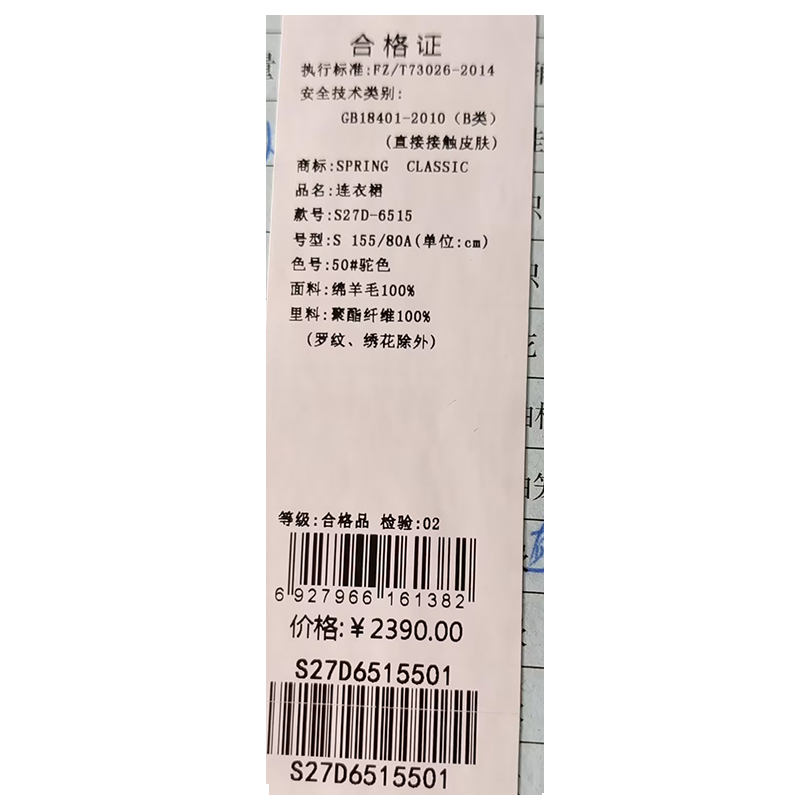 合格证
执行标准:FZ/T73026-2014
安全技术类别:
GB18401-2010(B类)
(直接接触皮肤)
商标:SPRING CLASSIC
品名:连衣裙
款号:S27D-6515
号型:S 155/80A(单位:cm)
色号:50#驼色
面料:绵羊毛100%
里料:聚酯纤维100%
(罗纹、绣花除外)
等级:合格品 检验:02
6 927966 161382
价格:¥2390.00
S27D6515501
S27D6515501